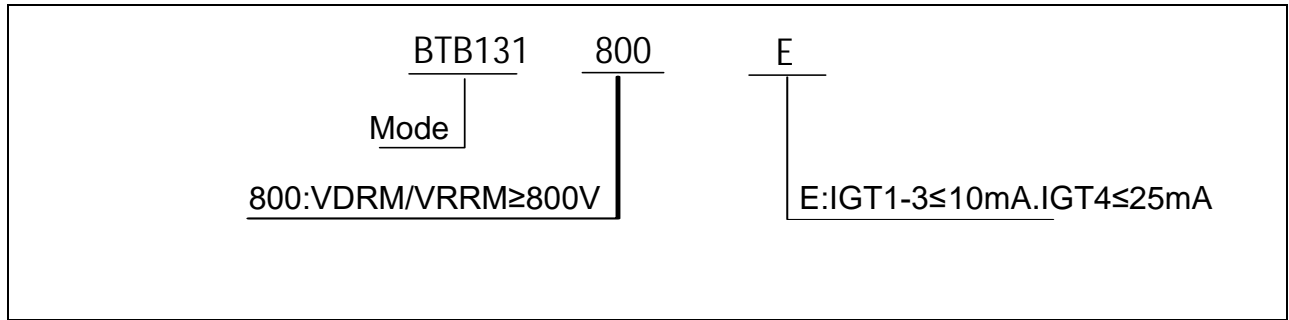 BTB131 800 E
Mode
800:VDRM/VRRM≥800V E:IGT1-3≤10mA.IGT4≤25mA